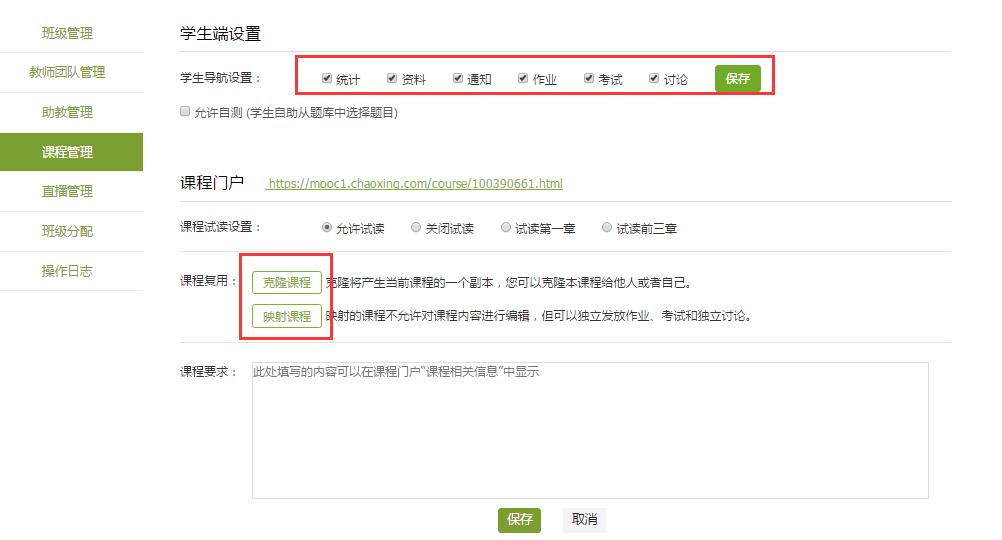 班级管理
教师团队管理
助教管理
课程管理
直播管理
班级分配
操作日志
学生端设置
学生导航设置： 统计 资料 通知 作业 考试 讨论 保存
允许自测 (学生自助从题库中选择题目)
课程门户 https://mooc1.chaoxing.com/course/100390661.html
课程试读设置： 允许试读 关闭试读 试读第一章 试读前三章
课程复用： 克隆课程 克隆将产生当前课程的一个副本，您可以克隆本课程给他人或者自己。
映射课程 映射的课程不允许对课程内容进行编辑，但可以独立发放作业、考试和独立讨论。
课程要求： 此处填写的内容可以在课程门户“课程相关信息”中显示
保存 取消